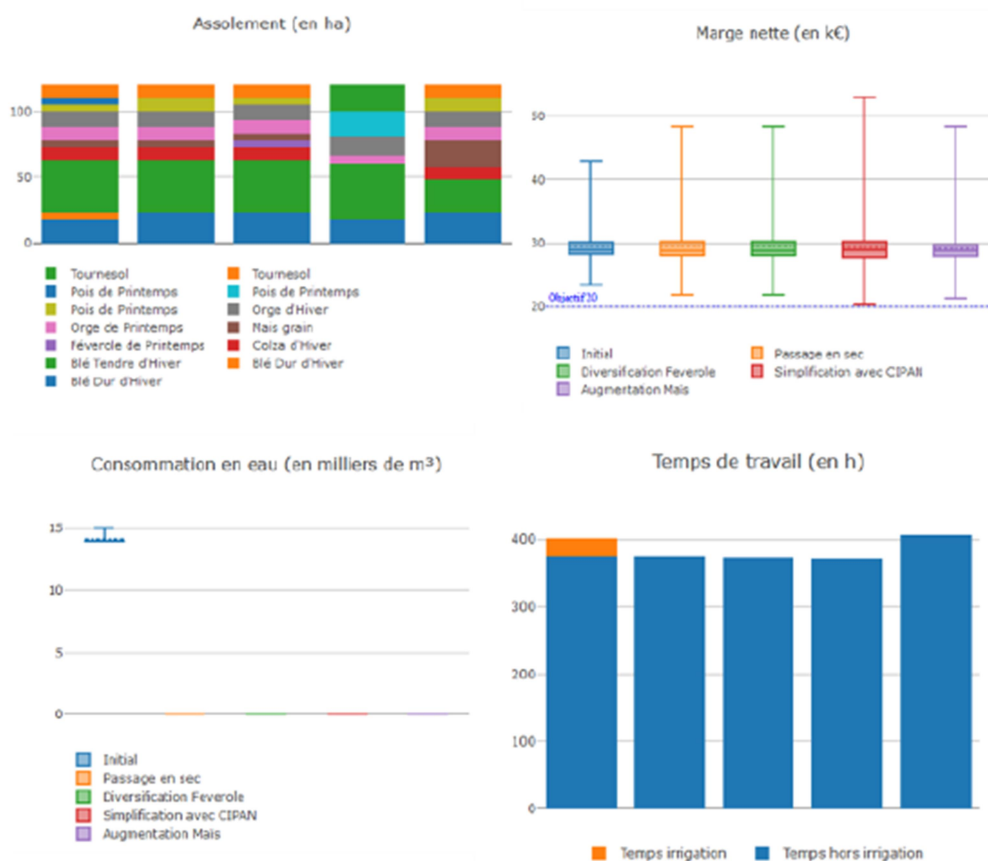 Assolement (en ha)
100
50
0
Tournesol
Tournesol
Pois de Printemps
Pois de Printemps
Pois de Printemps
Orge d'Hiver
Orge de Printemps
Maïs grain
Féverole de Printemps
Colza d'Hiver
Blé Tendre d'Hiver
Blé Dur d'Hiver
Blé Dur d'Hiver
Marge nette (en k€)
50
40
30
20
Objectif 20
Initial
Passage en sec
Diversification Feverole
Simplification avec CIPAN
Augmentation Maïs
Consommation en eau (en milliers de m³)
15
10
5
0
Initial
Passage en sec
Diversification Feverole
Simplification avec CIPAN
Augmentation Maïs
Temps de travail (en h)
400
300
200
100
0
Temps irrigation
Temps hors irrigation